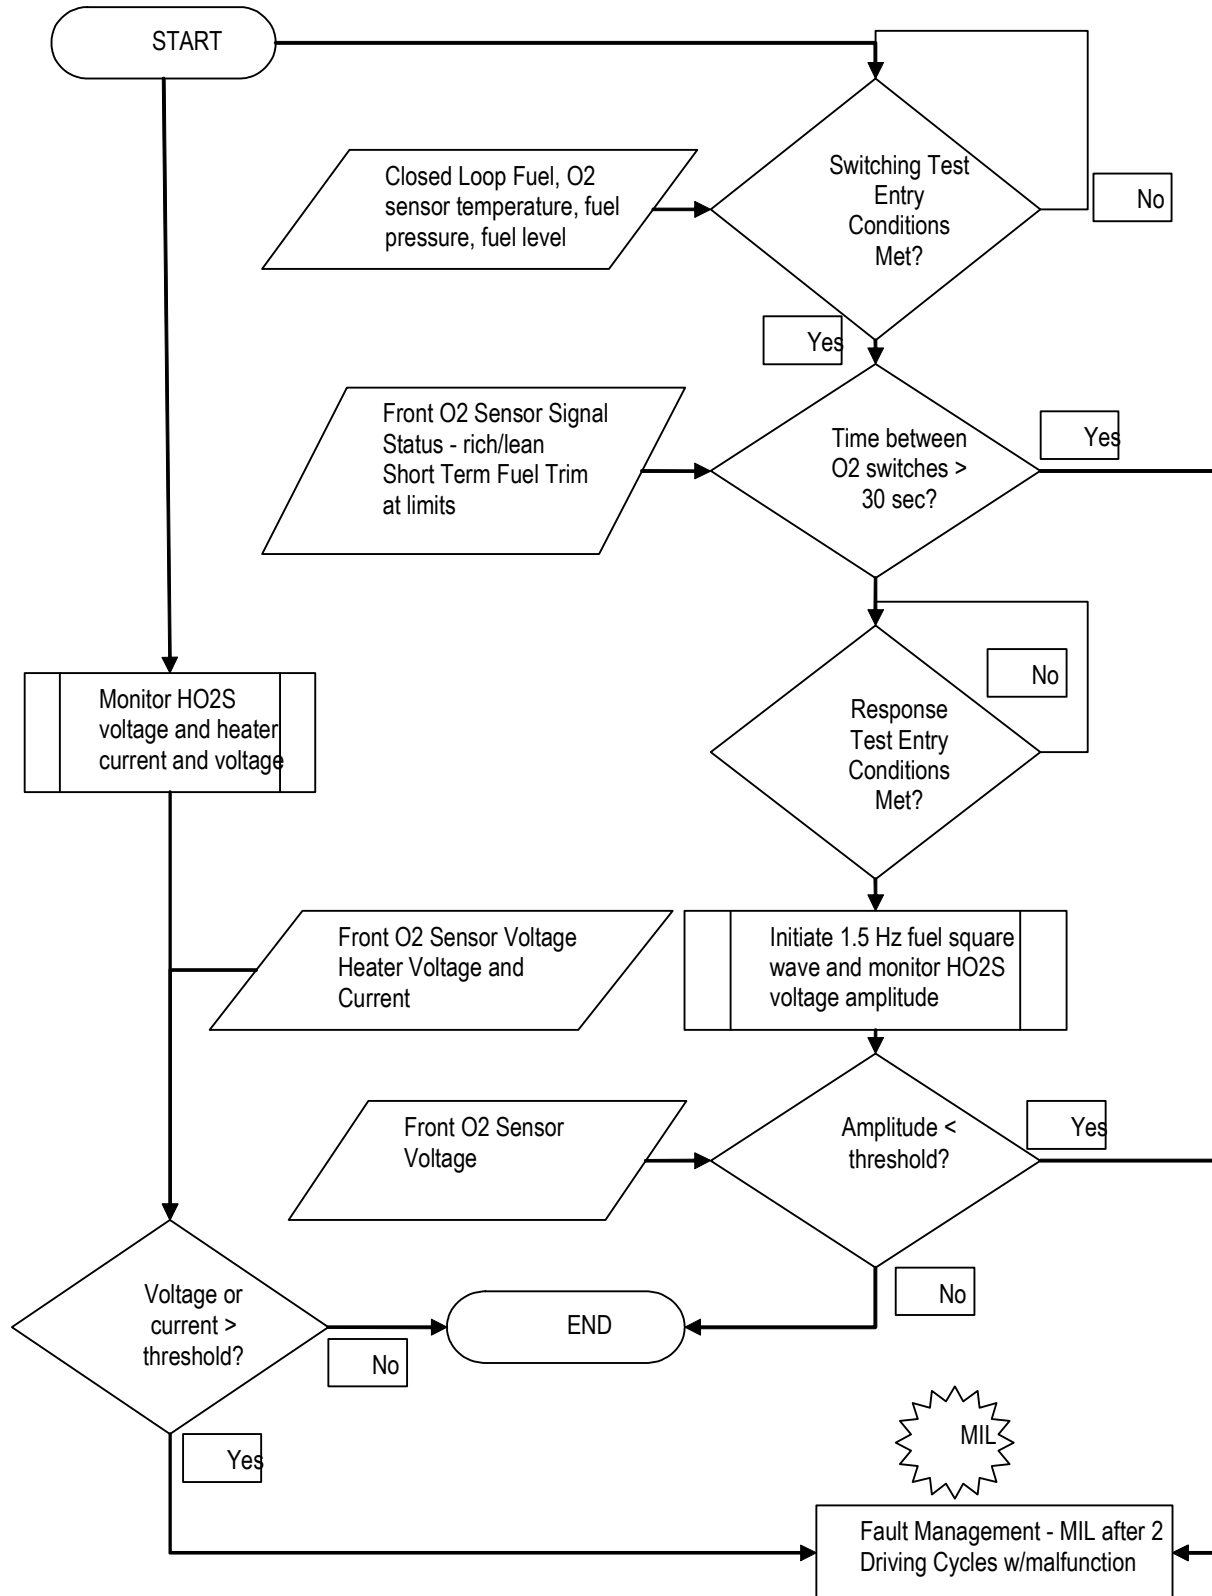 START
Switching Test
Entry
Conditions
Met?
No
Closed Loop Fuel, O2
sensor temperature, fuel
pressure, fuel level
Yes
Front O2 Sensor Signal
Status - rich/lean
Short Term Fuel Trim
at limits
Time between
O2 switches >
30 sec?
Yes
Monitor HO2S
voltage and heater
current and voltage
Response
Test Entry
Conditions
Met?
No
Front O2 Sensor Voltage
Heater Voltage and
Current
Initiate 1.5 Hz fuel square
wave and monitor HO2S
voltage amplitude
Front O2 Sensor
Voltage
Amplitude <
threshold?
Yes
No
Voltage or
current >
threshold?
No
END
Yes
MIL
Fault Management - MIL after 2
Driving Cycles w/malfunction